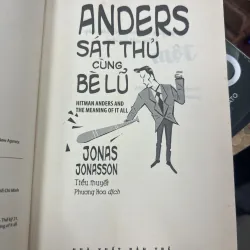 ANDERS
SÁT THỦ
CÙNG
BÈ LŨ
HITMAN ANDERS AND
THE MEANING OF IT ALL
JONAS
JONASSON
Tiểu thuyết
Phương Hoa dịch